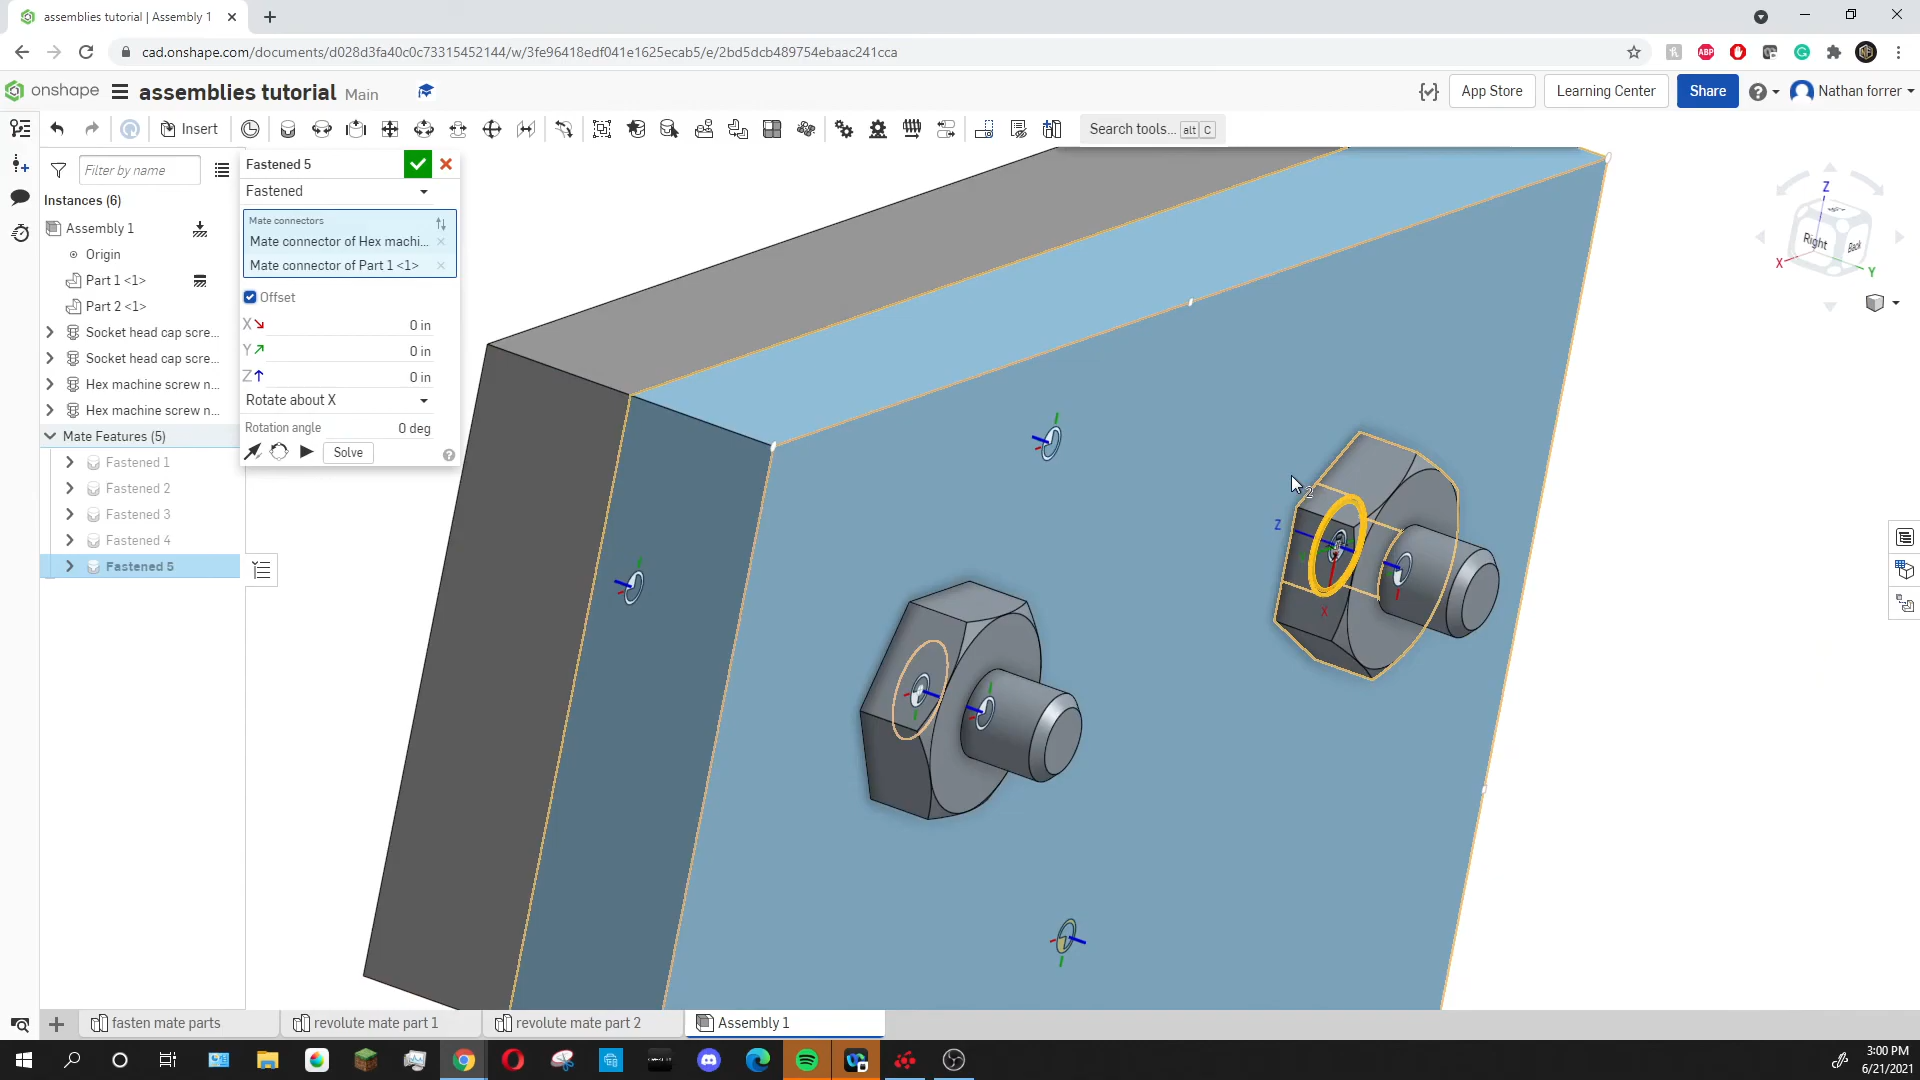 assemblies tutorial | Assembly 1
cad.onshape.com/documents/d028d3fa40c0c73315452144/w/3fe96418edf041e1625ecab5/e/2bd5dcb489754ebaac241cca
ABP
onshape
assemblies tutorial Main
App Store
Learning Center
Share
Nathan forrer
Insert
Search tools... alt C
Filter by name
Instances (6)
Assembly 1
Origin
Part 1 <1>
Part 2 <1>
Socket head cap scre...
Socket head cap scre...
Hex machine screw n...
Hex machine screw n...
Mate Features (5)
Fastened 1
Fastened 2
Fastened 3
Fastened 4
Fastened 5
Fastened 5
Fastened
Mate connectors
Mate connector of Hex machi...
Mate connector of Part 1 <1>
Offset
X 0 in
Y 0 in
Z 0 in
Rotate about X
Rotation angle 0 deg
Solve
Z
X
2
Z
Right
Back
X
Y
fasten mate parts
revolute mate part 1
revolute mate part 2
Assembly 1
3:00 PM
6/21/2021